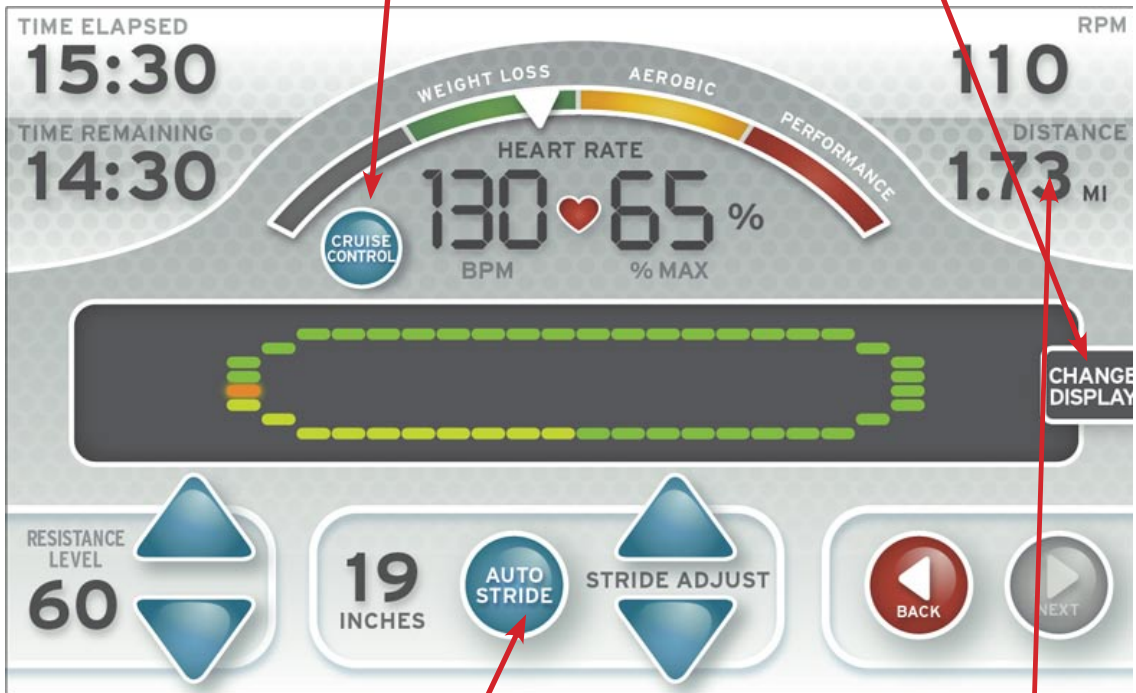 TIME ELAPSED
15:30
TIME REMAINING
14:30
WEIGHT LOSS
AEROBIC
PERFORMANCE
RPM
110
DISTANCE
1.73 MI
HEART RATE
130 65 %
BPM % MAX
CRUISE
CONTROL
CHANGE
DISPLAY
RESISTANCE
LEVEL
60
19
INCHES
AUTO
STRIDE
STRIDE ADJUST
BACK
NEXT